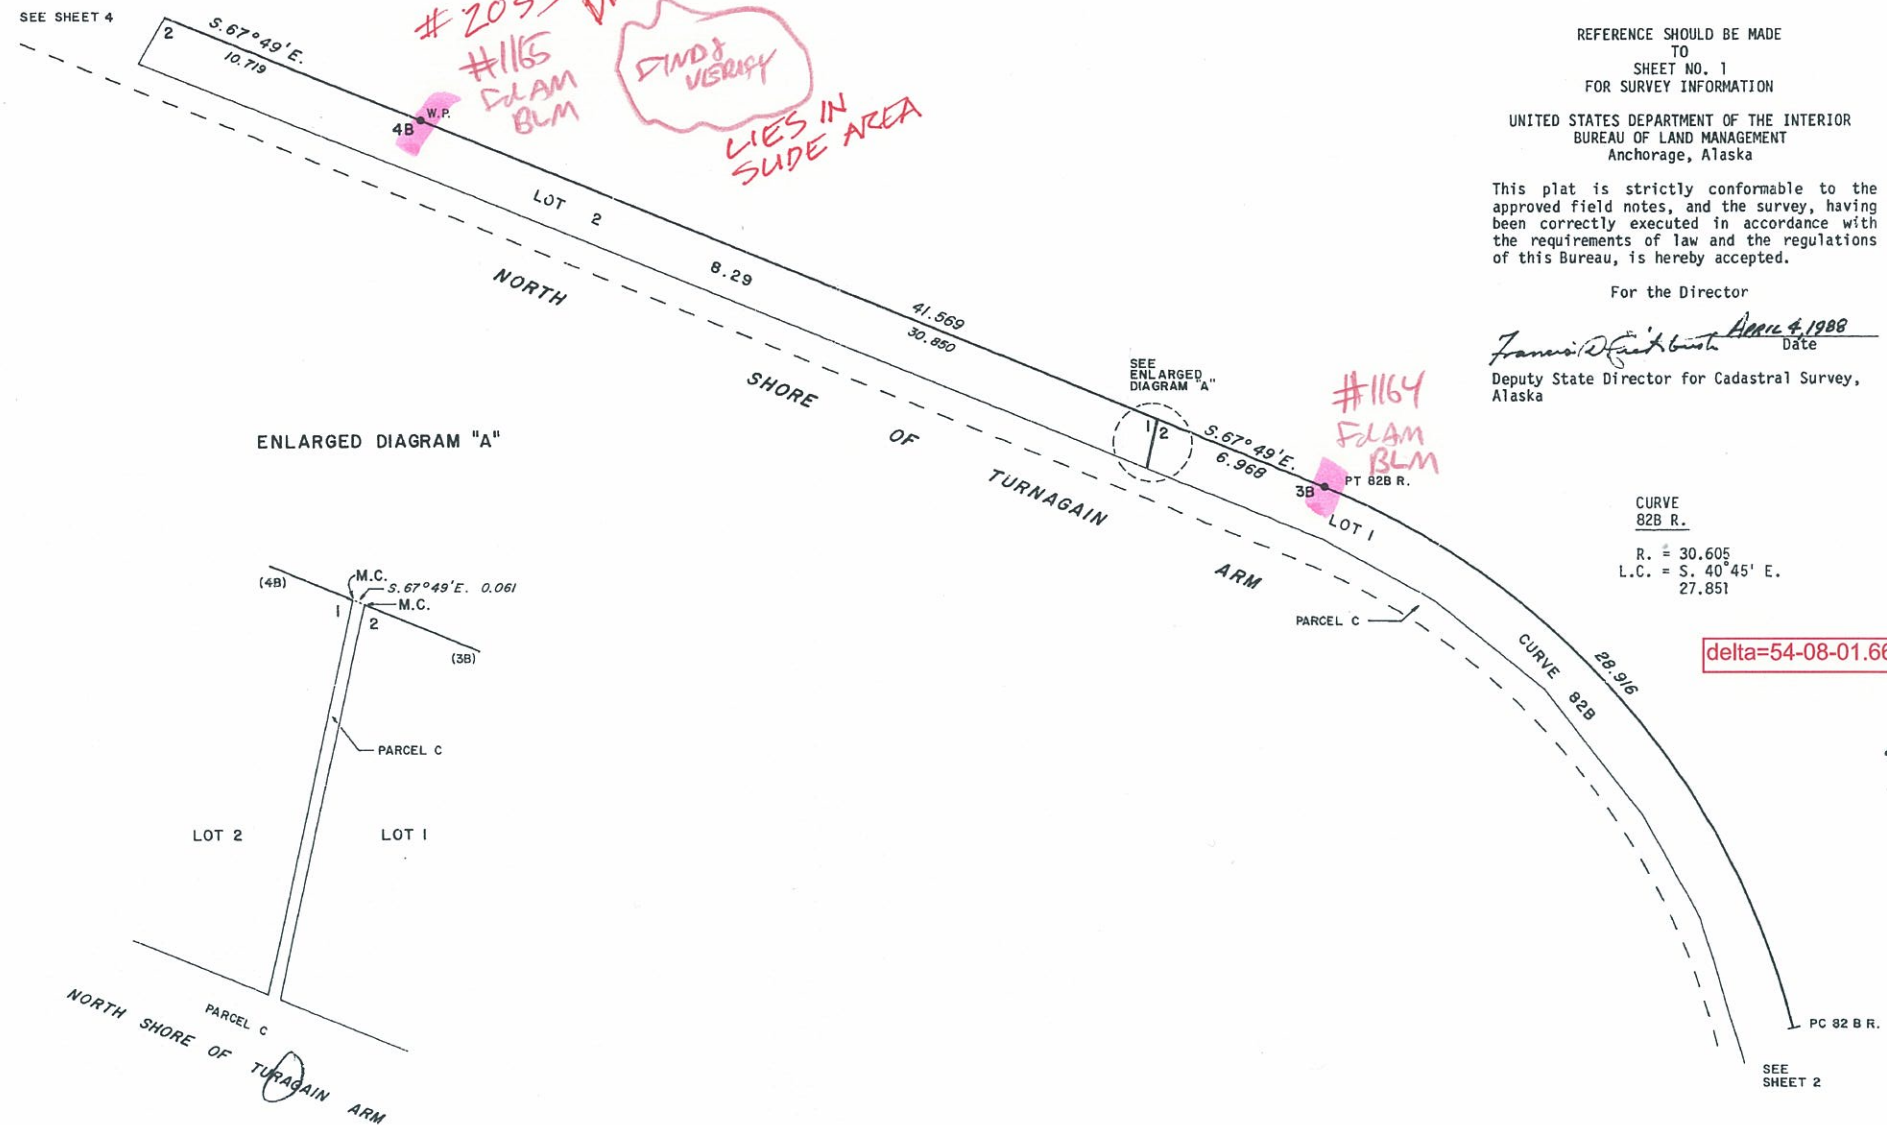 SEE SHEET 4
2
S.67°49'E.
10.719
#1165
FdAM
BLM
FIND &
VERIFY
LIES IN
SLIDE AREA
W.P.
4B
LOT 2
8.29
41.569
30.850
NORTH SHORE OF TURNAGAIN ARM
SEE
ENLARGED
DIAGRAM "A"
1
2
S.67°49'E.
6.968
#1164
FdAM
BLM
3B
PT 82B R.
LOT 1
PARCEL C
CURVE 82B
28.916
PC 82 B R.
SEE
SHEET 2
REFERENCE SHOULD BE MADE
TO
SHEET NO. 1
FOR SURVEY INFORMATION
UNITED STATES DEPARTMENT OF THE INTERIOR
BUREAU OF LAND MANAGEMENT
Anchorage, Alaska
This plat is strictly conformable to the
approved field notes, and the survey, having
been correctly executed in accordance with
the requirements of law and the regulations
of this Bureau, is hereby accepted.
For the Director
APRIL 4, 1988
Date
Deputy State Director for Cadastral Survey,
Alaska
CURVE
82B R.
R. = 30.605
L.C. = S. 40°45' E.
27.851
delta=54-08-01.66
ENLARGED DIAGRAM "A"
(4B)
M.C.
S.67°49'E. 0.061
M.C.
1
2
(3B)
PARCEL C
LOT 2
LOT 1
PARCEL C
NORTH SHORE OF TURAGAIN ARM